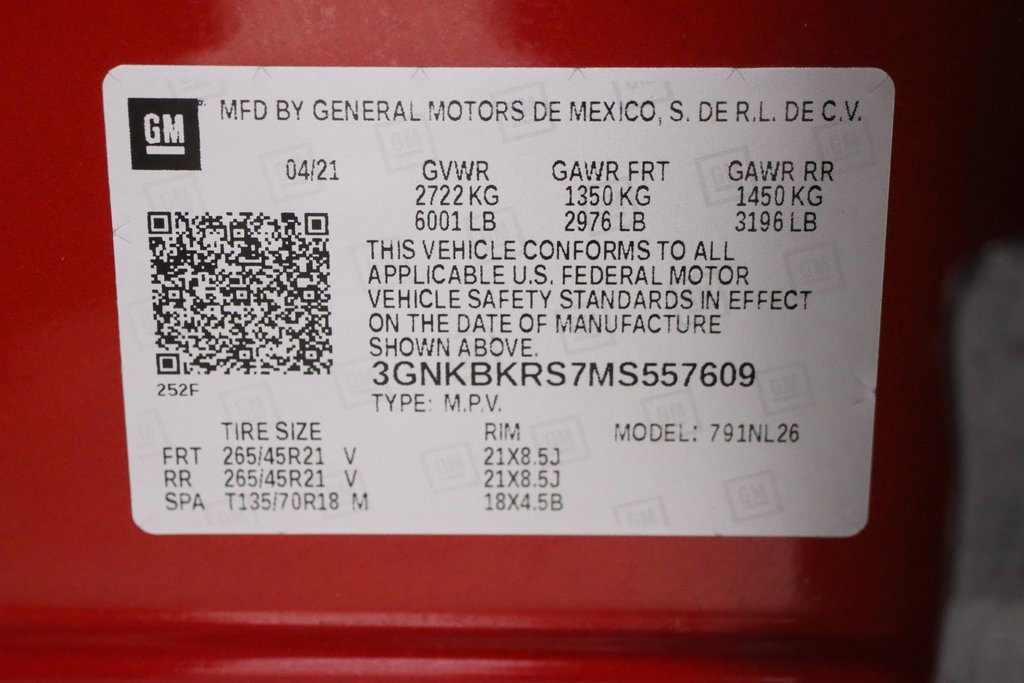 GM
MFD BY GENERAL MOTORS DE MEXICO, S. DE R.L. DE C.V.
04/21 GVWR GAWR FRT GAWR RR
2722 KG 1350 KG 1450 KG
6001 LB 2976 LB 3196 LB
THIS VEHICLE CONFORMS TO ALL
APPLICABLE U.S. FEDERAL MOTOR
VEHICLE SAFETY STANDARDS IN EFFECT
ON THE DATE OF MANUFACTURE
SHOWN ABOVE.
252F
3GNKBKRS7MS557609
TYPE: M.P.V.
TIRE SIZE RIM MODEL: 791NL26
FRT 265/45R21 V 21X8.5J
RR 265/45R21 V 21X8.5J
SPA T135/70R18 M 18X4.5B